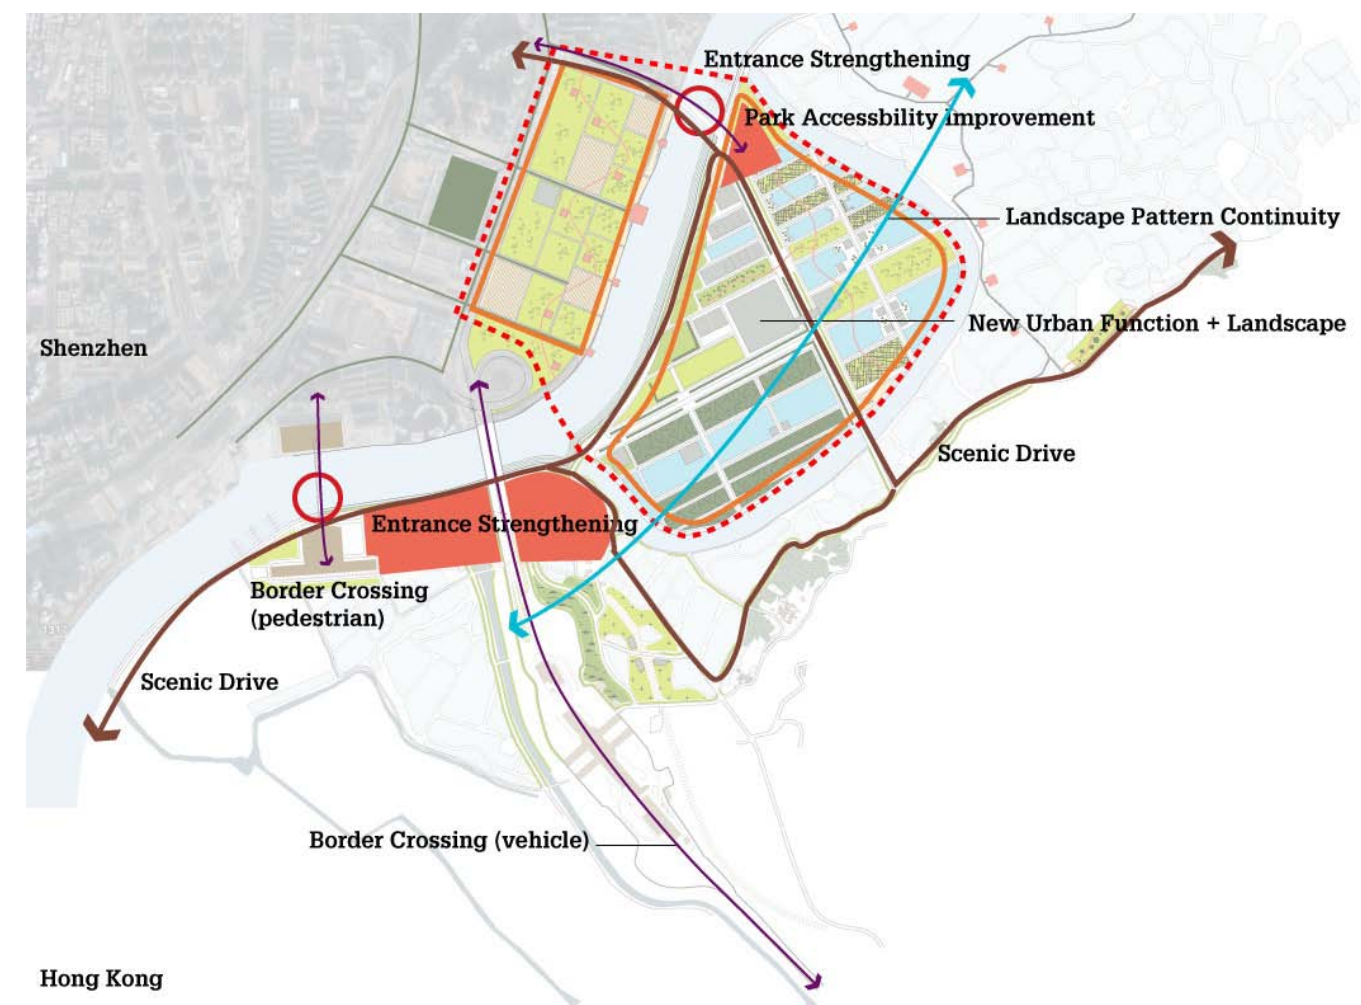 Entrance Strengthening
Park Accessbility improvement
Landscape Pattern Continuity
New Urban Function + Landscape
Shenzhen
Scenic Drive
Entrance Strengthening
Border Crossing
(pedestrian)
Scenic Drive
Border Crossing (vehicle)
Hong Kong